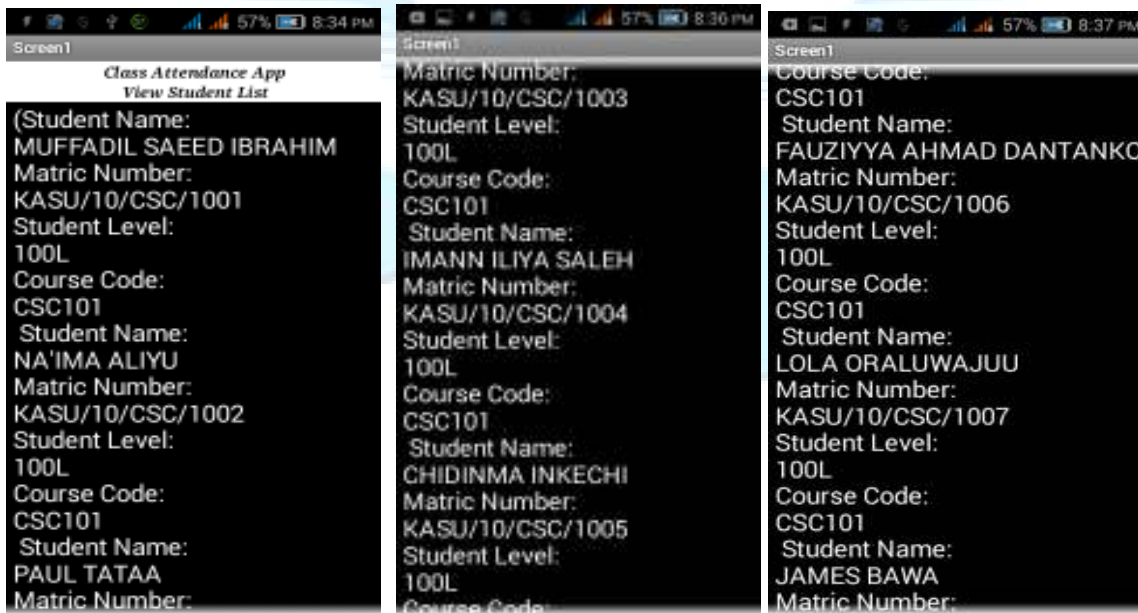 57% 8:34 PM
Screen1
Class Attendance App
View Student List
(Student Name:
MUFFADIL SAEED IBRAHIM
Matric Number:
KASU/10/CSC/1001
Student Level:
100L
Course Code:
CSC101
Student Name:
NA'IMA ALIYU
Matric Number:
KASU/10/CSC/1002
Student Level:
100L
Course Code:
CSC101
Student Name:
PAUL TATAA
Matric Number:
57% 8:36 PM
Screen1
Matric Number:
KASU/10/CSC/1003
Student Level:
100L
Course Code:
CSC101
Student Name:
IMANN ILIYA SALEH
Matric Number:
KASU/10/CSC/1004
Student Level:
100L
Course Code:
CSC101
Student Name:
CHIDINMA INKECHI
Matric Number:
KASU/10/CSC/1005
Student Level:
100L
Course Code:
57% 8:37 PM
Screen1
Course Code:
CSC101
Student Name:
FAUZIYYA AHMAD DANTANKO
Matric Number:
KASU/10/CSC/1006
Student Level:
100L
Course Code:
CSC101
Student Name:
LOLA ORALUWAJUU
Matric Number:
KASU/10/CSC/1007
Student Level:
100L
Course Code:
CSC101
Student Name:
JAMES BAWA
Matric Number: